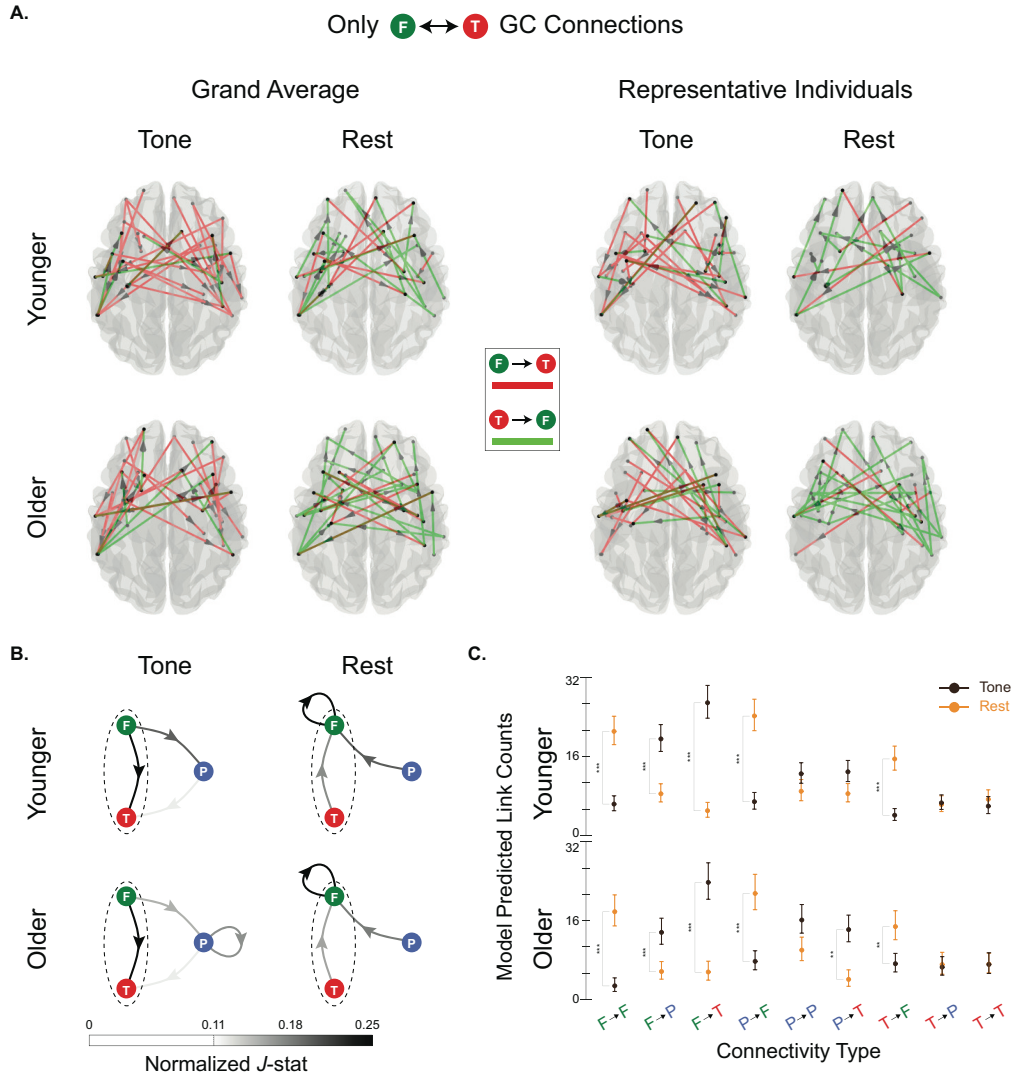 A.
Only F ↔ T GC Connections
Grand Average
Representative Individuals
Tone
Rest
Tone
Rest
Younger
Older
F → T
T → F
B.
Tone
Rest
Younger
F
P
T
F
P
T
Older
F
P
T
F
P
T
0
0.11
0.18
0.25
Normalized J-stat
C.
Tone
Rest
Model Predicted Link Counts
Younger
32
16
0
***
***
***
***
***
Older
32
16
0
***
***
***
***
**
**
F→F
F→P
F→T
P→F
P→P
P→T
T→F
T→P
T→T
Connectivity Type